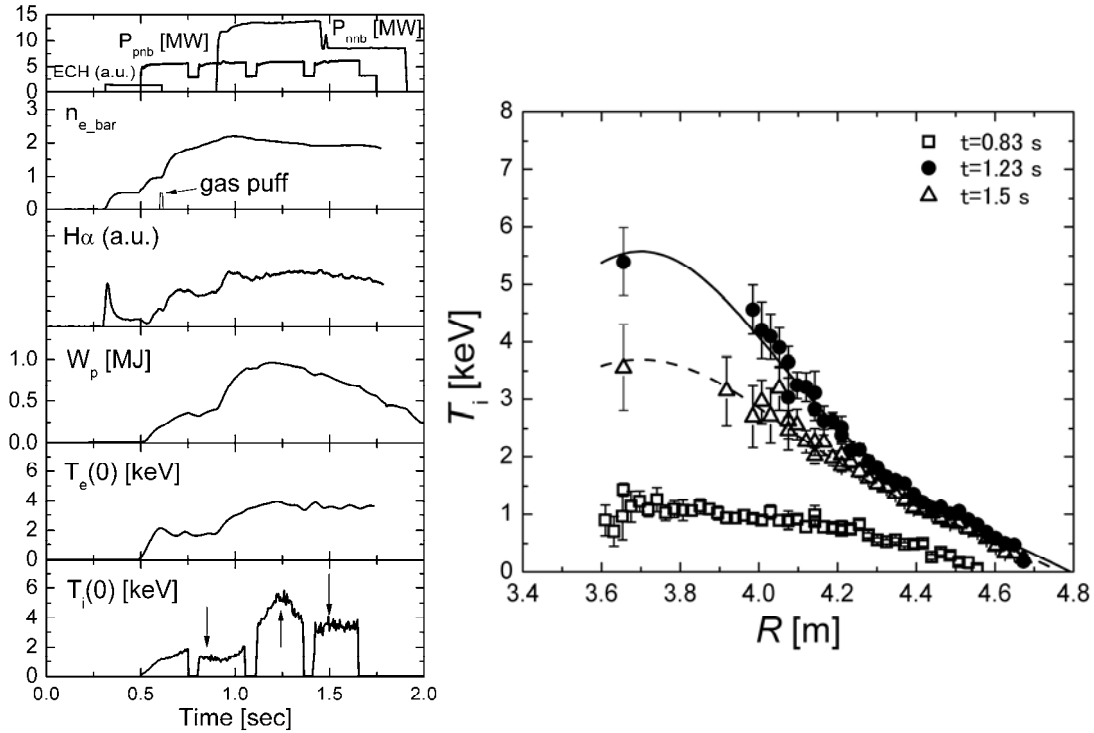 15
10
5
0
P_pnb [MW]
P_nnb [MW]
ECH (a.u.)
3
2
1
0
n_e_bar
gas puff
Hα (a.u.)
1.0
0.5
0.0
W_p [MJ]
6
4
2
0
T_e(0) [keV]
6
4
2
0
T_i(0) [keV]
0.0 0.5 1.0 1.5 2.0
Time [sec]
8
7
6
5
4
3
2
1
0
T_i [keV]
t=0.83 s
t=1.23 s
t=1.5 s
3.4 3.6 3.8 4.0 4.2 4.4 4.6 4.8
R [m]